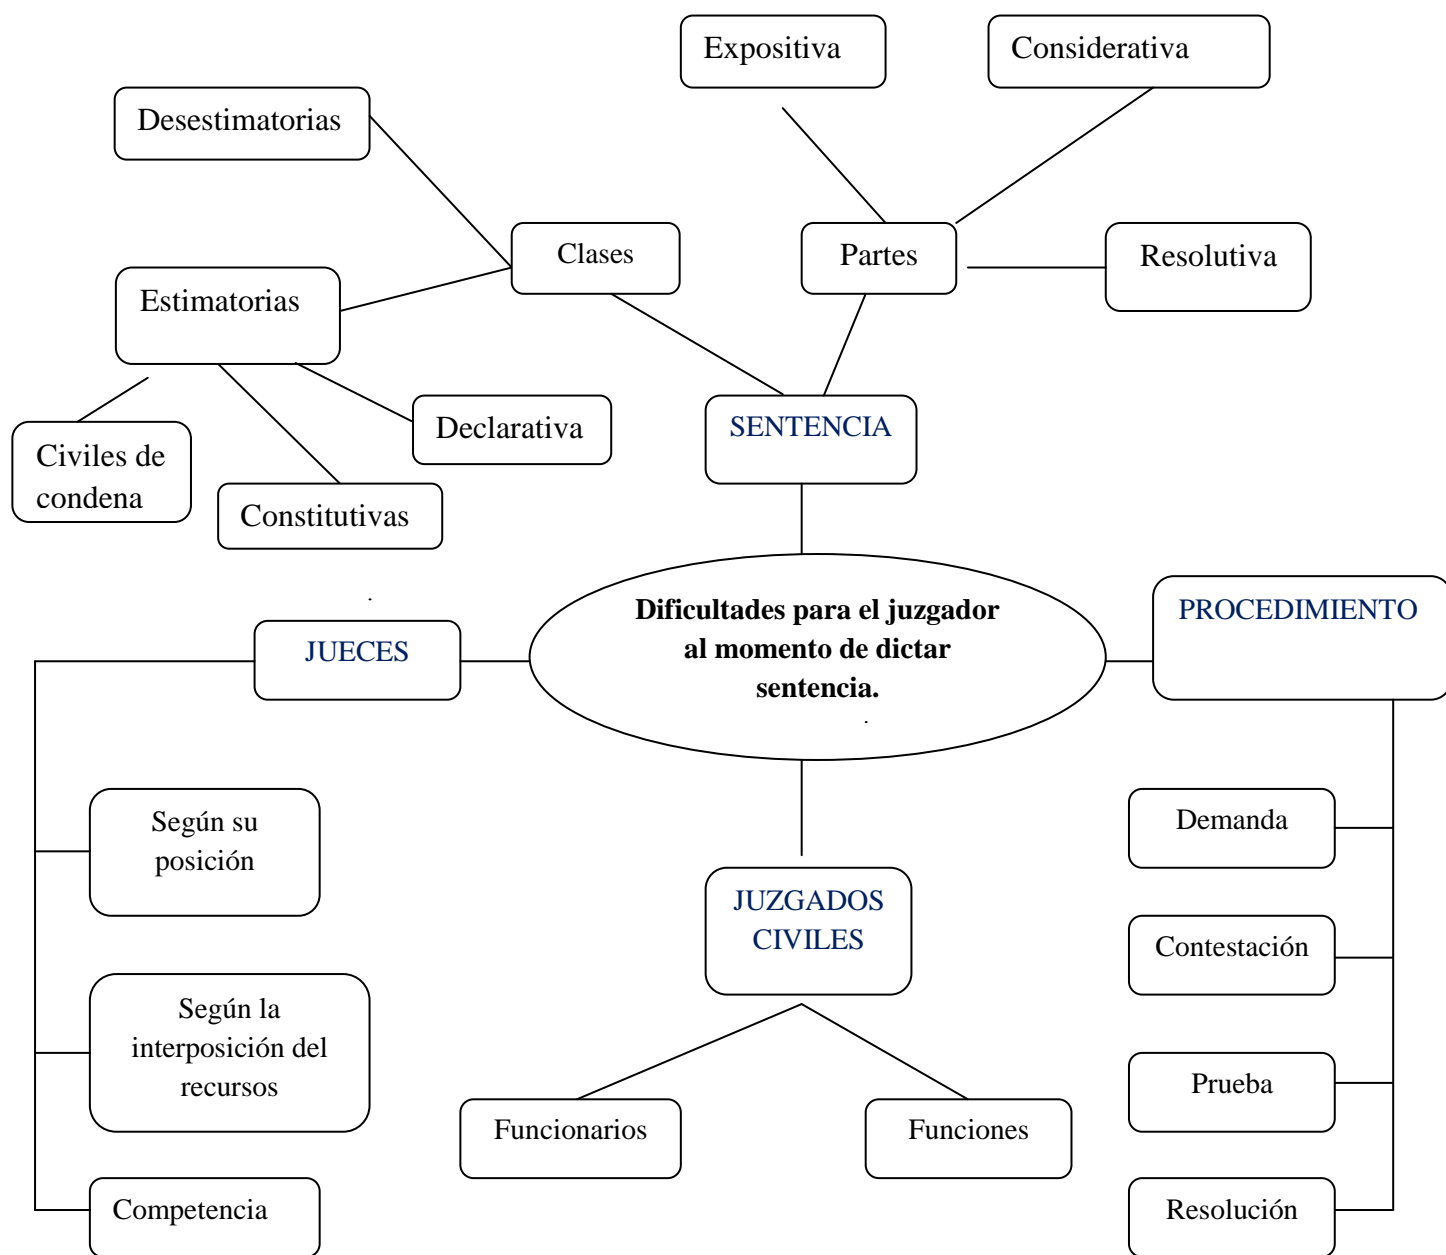 Expositiva
Considerativa
Desestimatorias
Clases
Partes
Resolutiva
Estimatorias
Declarativa
SENTENCIA
Civiles de
condena
Constitutivas
Dificultades para el juzgador
al momento de dictar
sentencia.
PROCEDIMIENTO
JUECES
Según su
posición
Demanda
JUZGADOS
CIVILES
Contestación
Según la
interposición del
recursos
Prueba
Funcionarios
Funciones
Competencia
Resolución